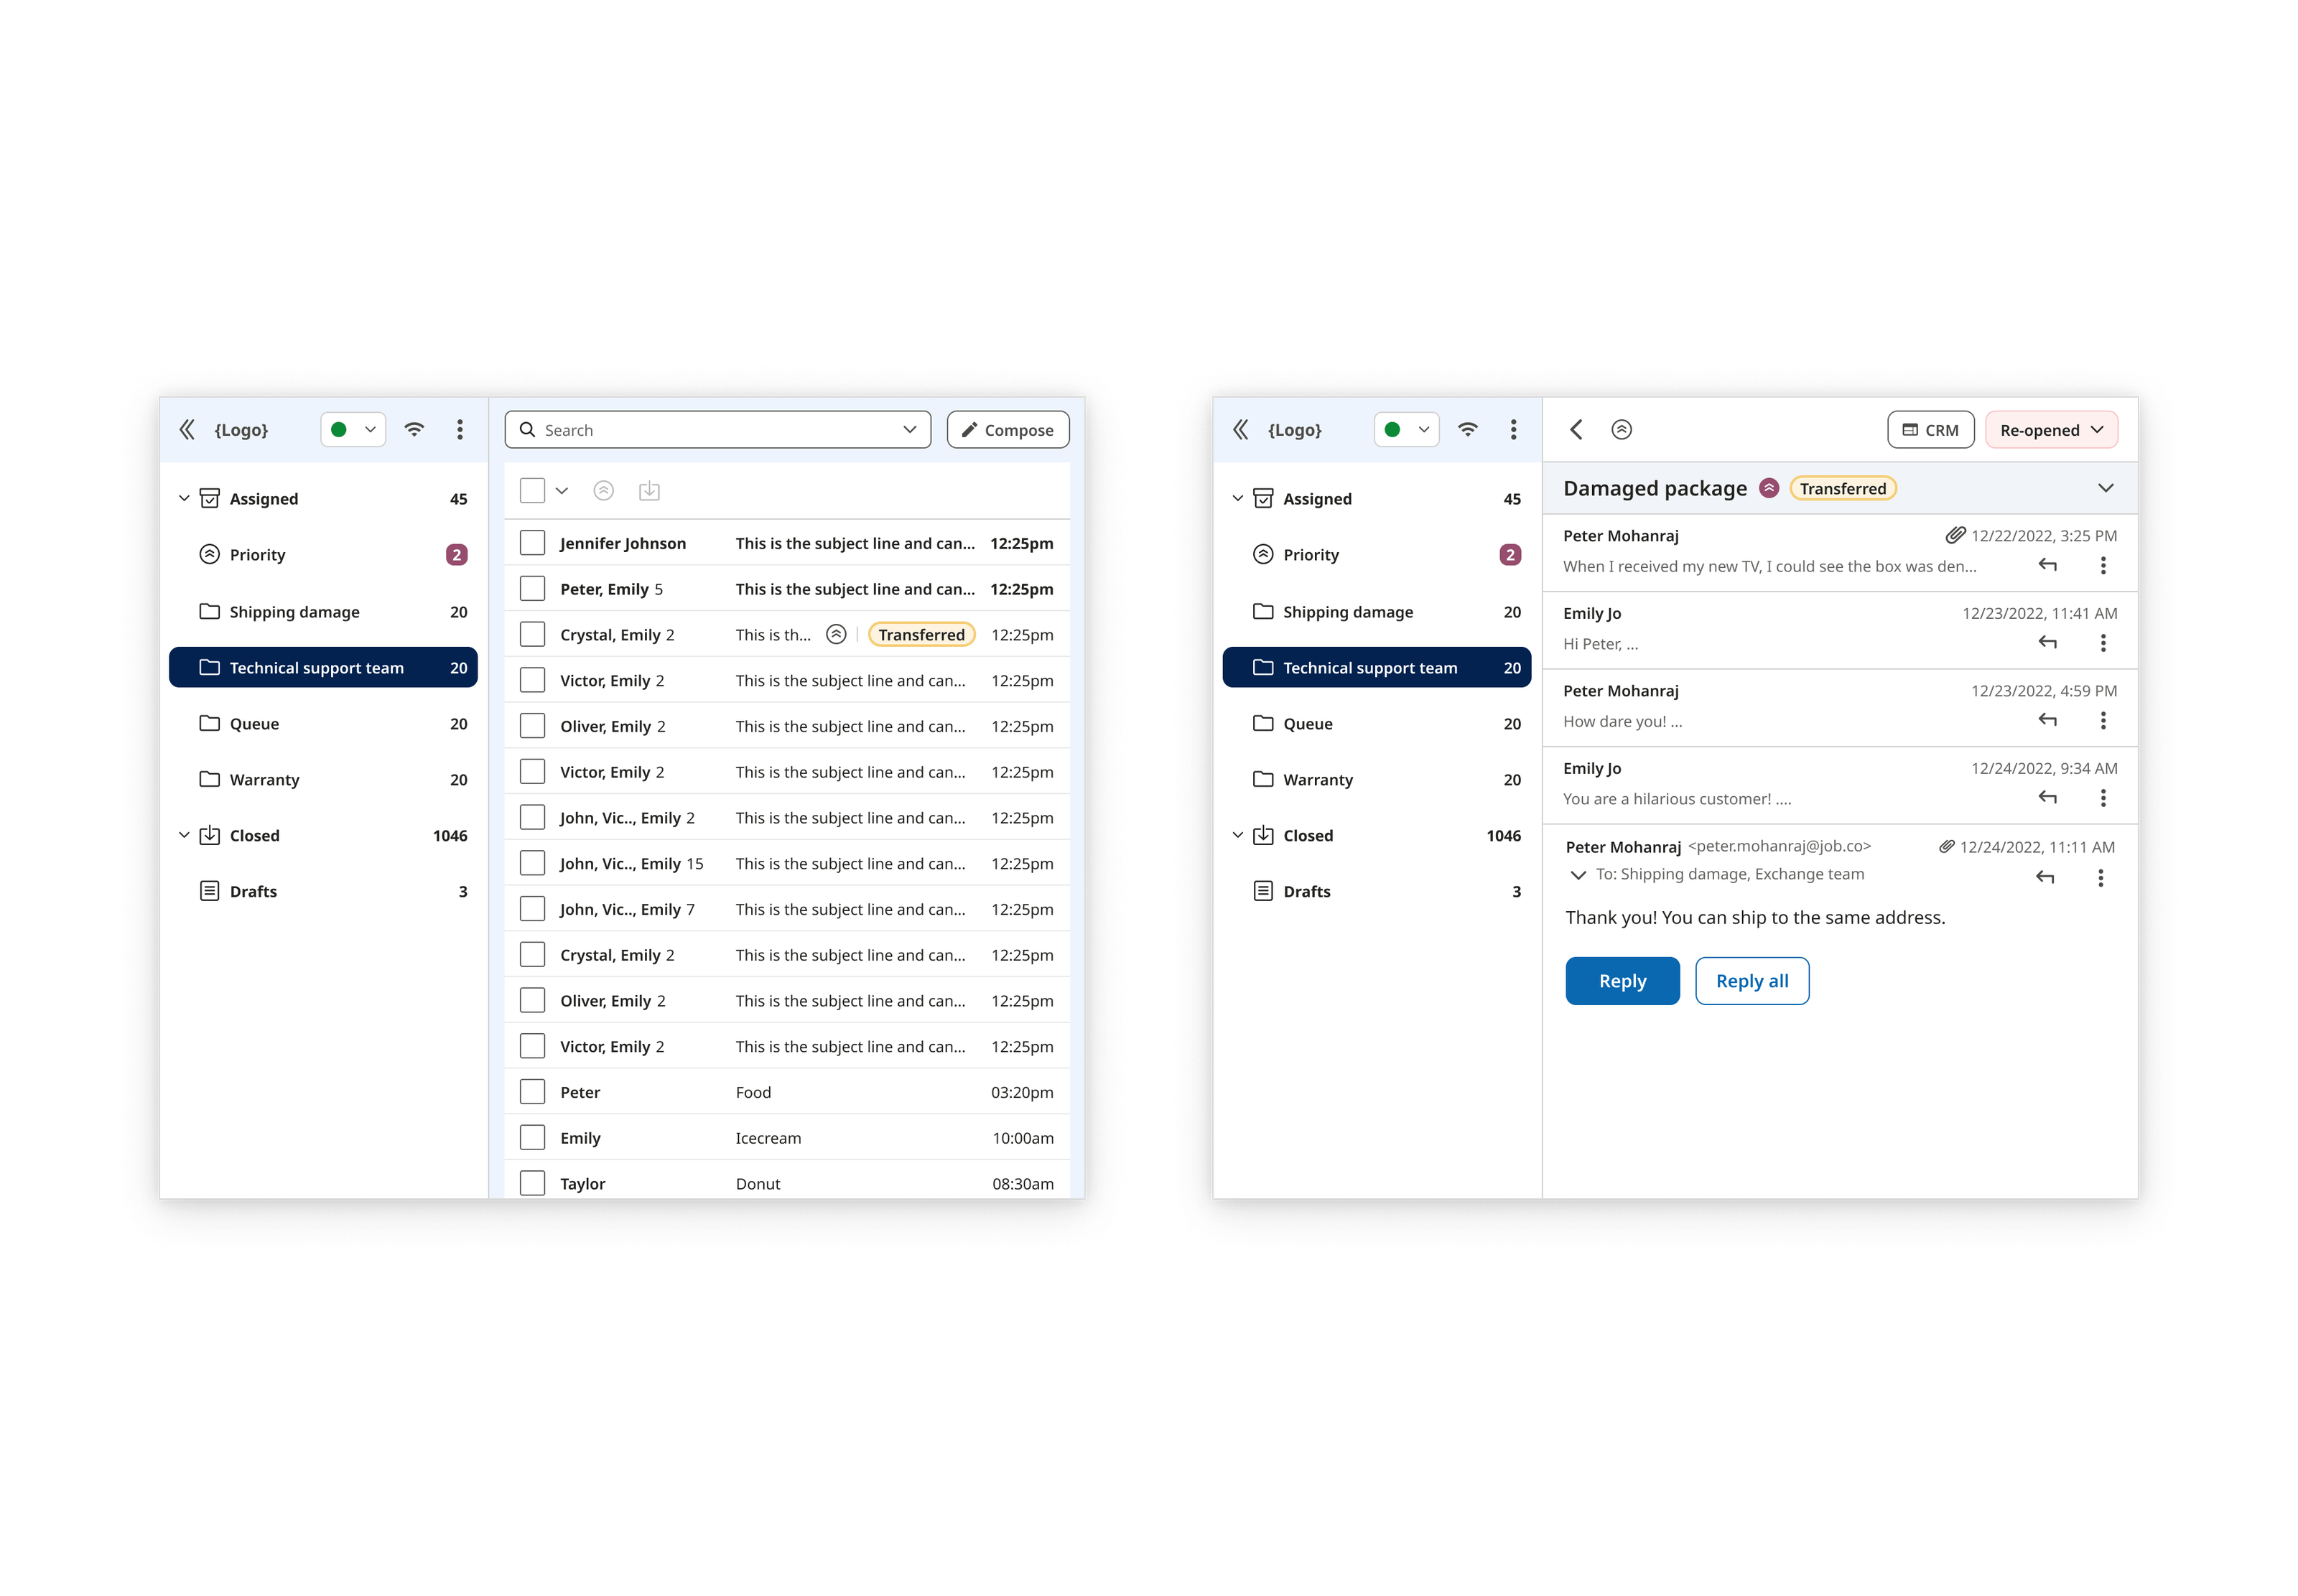 {Logo}
Assigned 45
Priority 2
Shipping damage 20
Technical support team 20
Queue 20
Warranty 20
Closed 1046
Drafts 3
Search
Compose
Jennifer Johnson This is the subject line and can... 12:25pm
Peter, Emily 5 This is the subject line and can... 12:25pm
Crystal, Emily 2 This is th... Transferred 12:25pm
Victor, Emily 2 This is the subject line and can... 12:25pm
Oliver, Emily 2 This is the subject line and can... 12:25pm
Victor, Emily 2 This is the subject line and can... 12:25pm
John, Vic.., Emily 2 This is the subject line and can... 12:25pm
John, Vic.., Emily 15 This is the subject line and can... 12:25pm
John, Vic.., Emily 7 This is the subject line and can... 12:25pm
Crystal, Emily 2 This is the subject line and can... 12:25pm
Oliver, Emily 2 This is the subject line and can... 12:25pm
Victor, Emily 2 This is the subject line and can... 12:25pm
Peter Food 03:20pm
Emily Icecream 10:00am
Taylor Donut 08:30am
{Logo}
Assigned 45
Priority 2
Shipping damage 20
Technical support team 20
Queue 20
Warranty 20
Closed 1046
Drafts 3
CRM
Re-opened
Damaged package Transferred
Peter Mohanraj 12/22/2022, 3:25 PM
When I received my new TV, I could see the box was den...
Emily Jo 12/23/2022, 11:41 AM
Hi Peter, ...
Peter Mohanraj 12/23/2022, 4:59 PM
How dare you! ...
Emily Jo 12/24/2022, 9:34 AM
You are a hilarious customer! ....
Peter Mohanraj <peter.mohanraj@job.co> 12/24/2022, 11:11 AM
To: Shipping damage, Exchange team
Thank you! You can ship to the same address.
Reply
Reply all